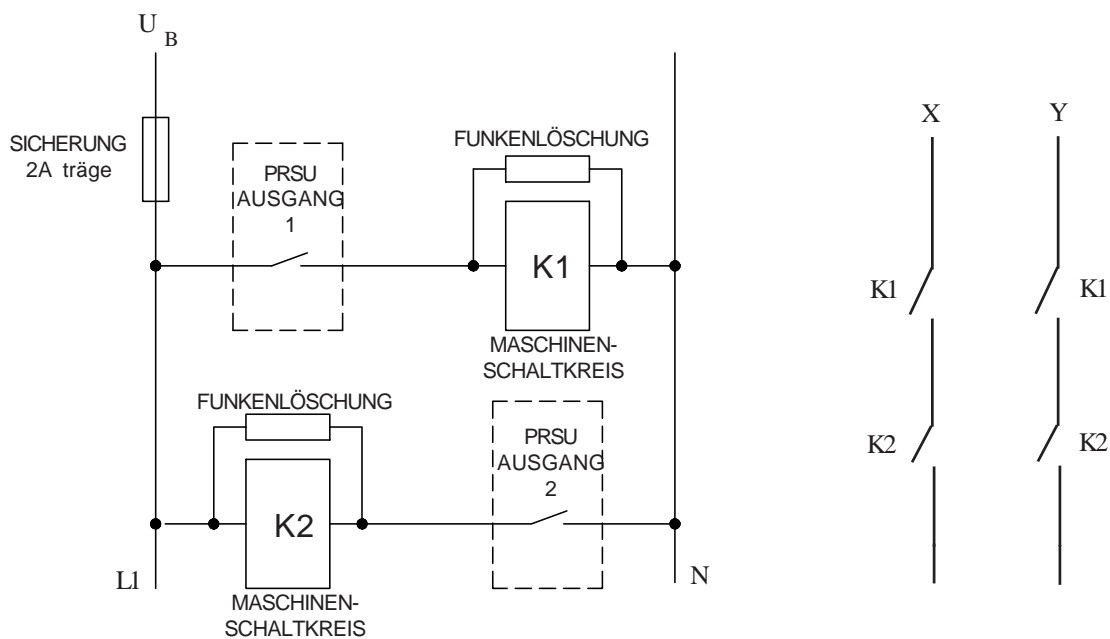 U B
X Y
SICHERUNG
2A träge
FUNKENLÖSCHUNG
PRSU
AUSGANG
1
K1
K1 K1
MASCHINEN-
SCHALTKREIS
FUNKENLÖSCHUNG
PRSU
AUSGANG
2
K2 K2
K2
L1 N
MASCHINEN-
SCHALTKREIS